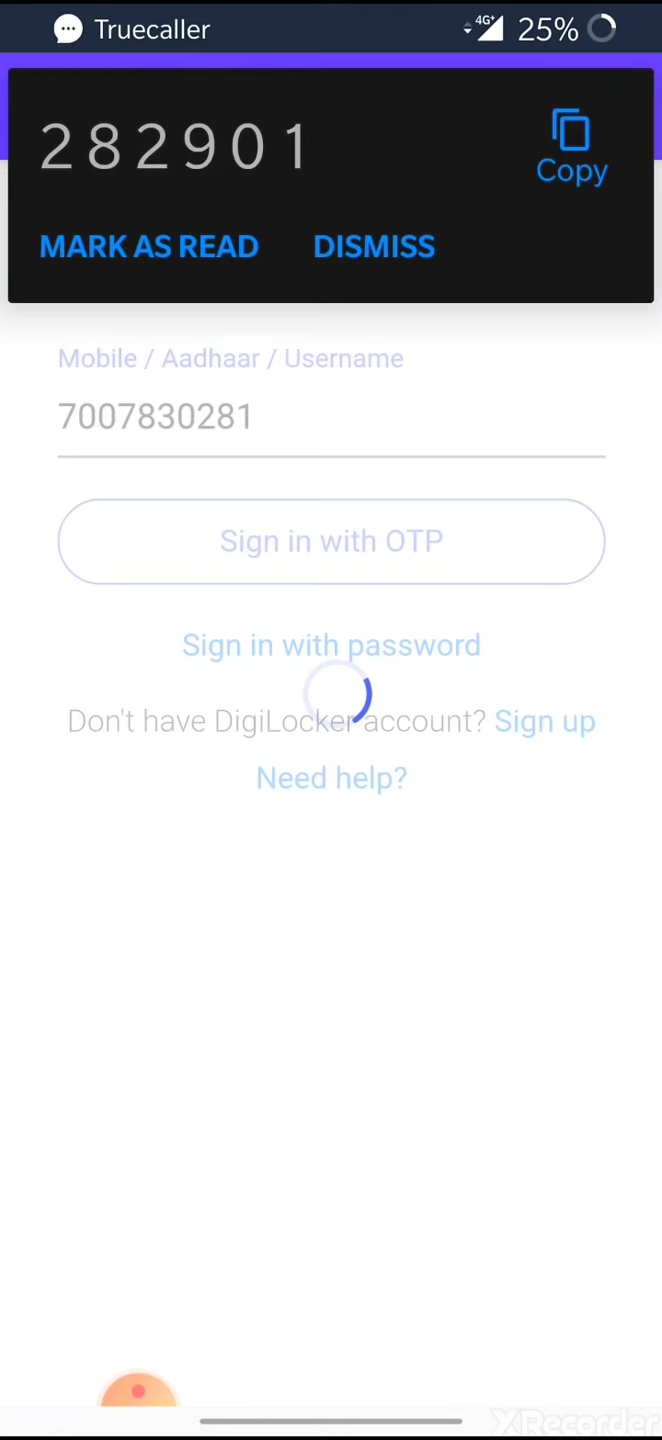 Truecaller 4G+ 25%
282901
Copy
MARK AS READ DISMISS
Mobile / Aadhaar / Username
7007830281
Sign in with OTP
Sign in with password
Don't have DigiLocker account? Sign up
Need help?
XRecorder